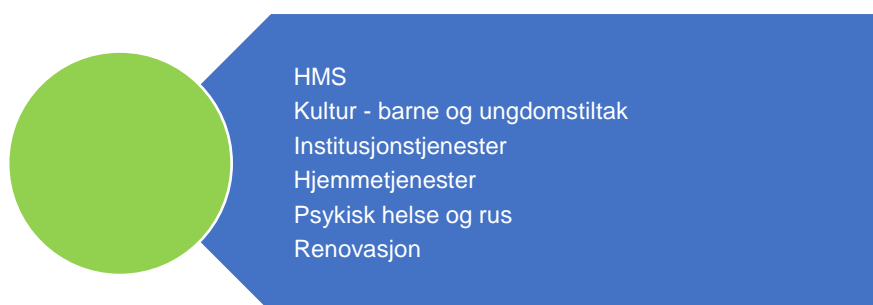 HMS
Kultur - barne og ungdomstiltak
Institusjonstjenester
Hjemmetjenester
Psykisk helse og rus
Renovasjon